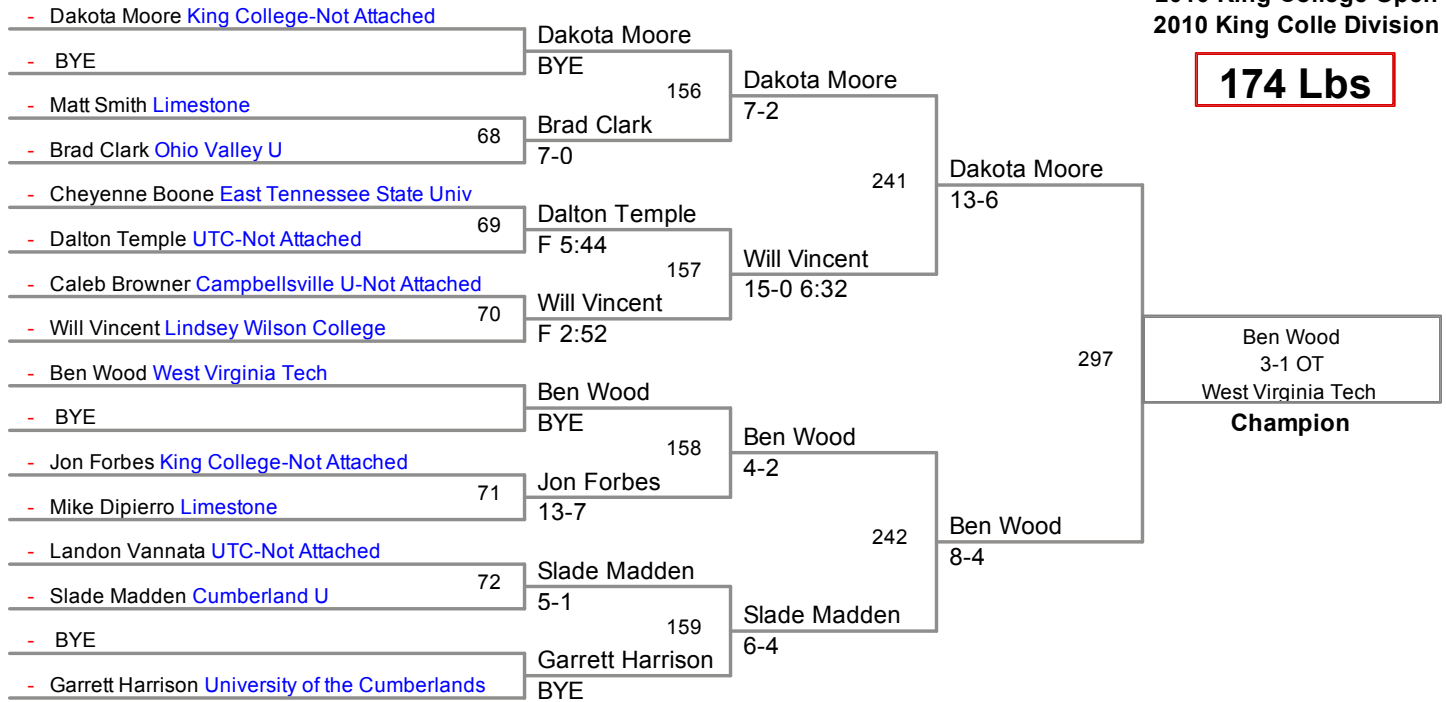 2010 King College Open
2010 King Colle Division
174 Lbs
- Dakota Moore King College-Not Attached
- BYE
- Matt Smith Limestone
- Brad Clark Ohio Valley U
- Cheyenne Boone East Tennessee State Univ
- Dalton Temple UTC-Not Attached
- Caleb Browner Campbellsville U-Not Attached
- Will Vincent Lindsey Wilson College
- Ben Wood West Virginia Tech
- BYE
- Jon Forbes King College-Not Attached
- Mike Dipierro Limestone
- Landon Vannata UTC-Not Attached
- Slade Madden Cumberland U
- BYE
- Garrett Harrison University of the Cumberlands
68
69
70
71
72
Dakota Moore
BYE
Brad Clark
7-0
Dalton Temple
F 5:44
Will Vincent
F 2:52
Ben Wood
BYE
Jon Forbes
13-7
Slade Madden
5-1
Garrett Harrison
BYE
156
157
158
159
Dakota Moore
7-2
Will Vincent
15-0 6:32
Ben Wood
4-2
Slade Madden
6-4
241
242
Dakota Moore
13-6
Ben Wood
8-4
297
Ben Wood
3-1 OT
West Virginia Tech
Champion